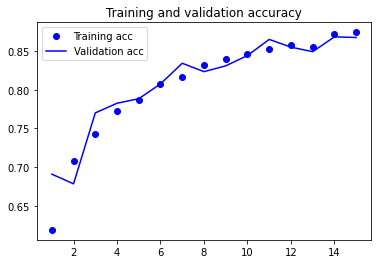 Training and validation accuracy
Training acc
Validation acc
0.85
0.80
0.75
0.70
0.65
2 4 6 8 10 12 14